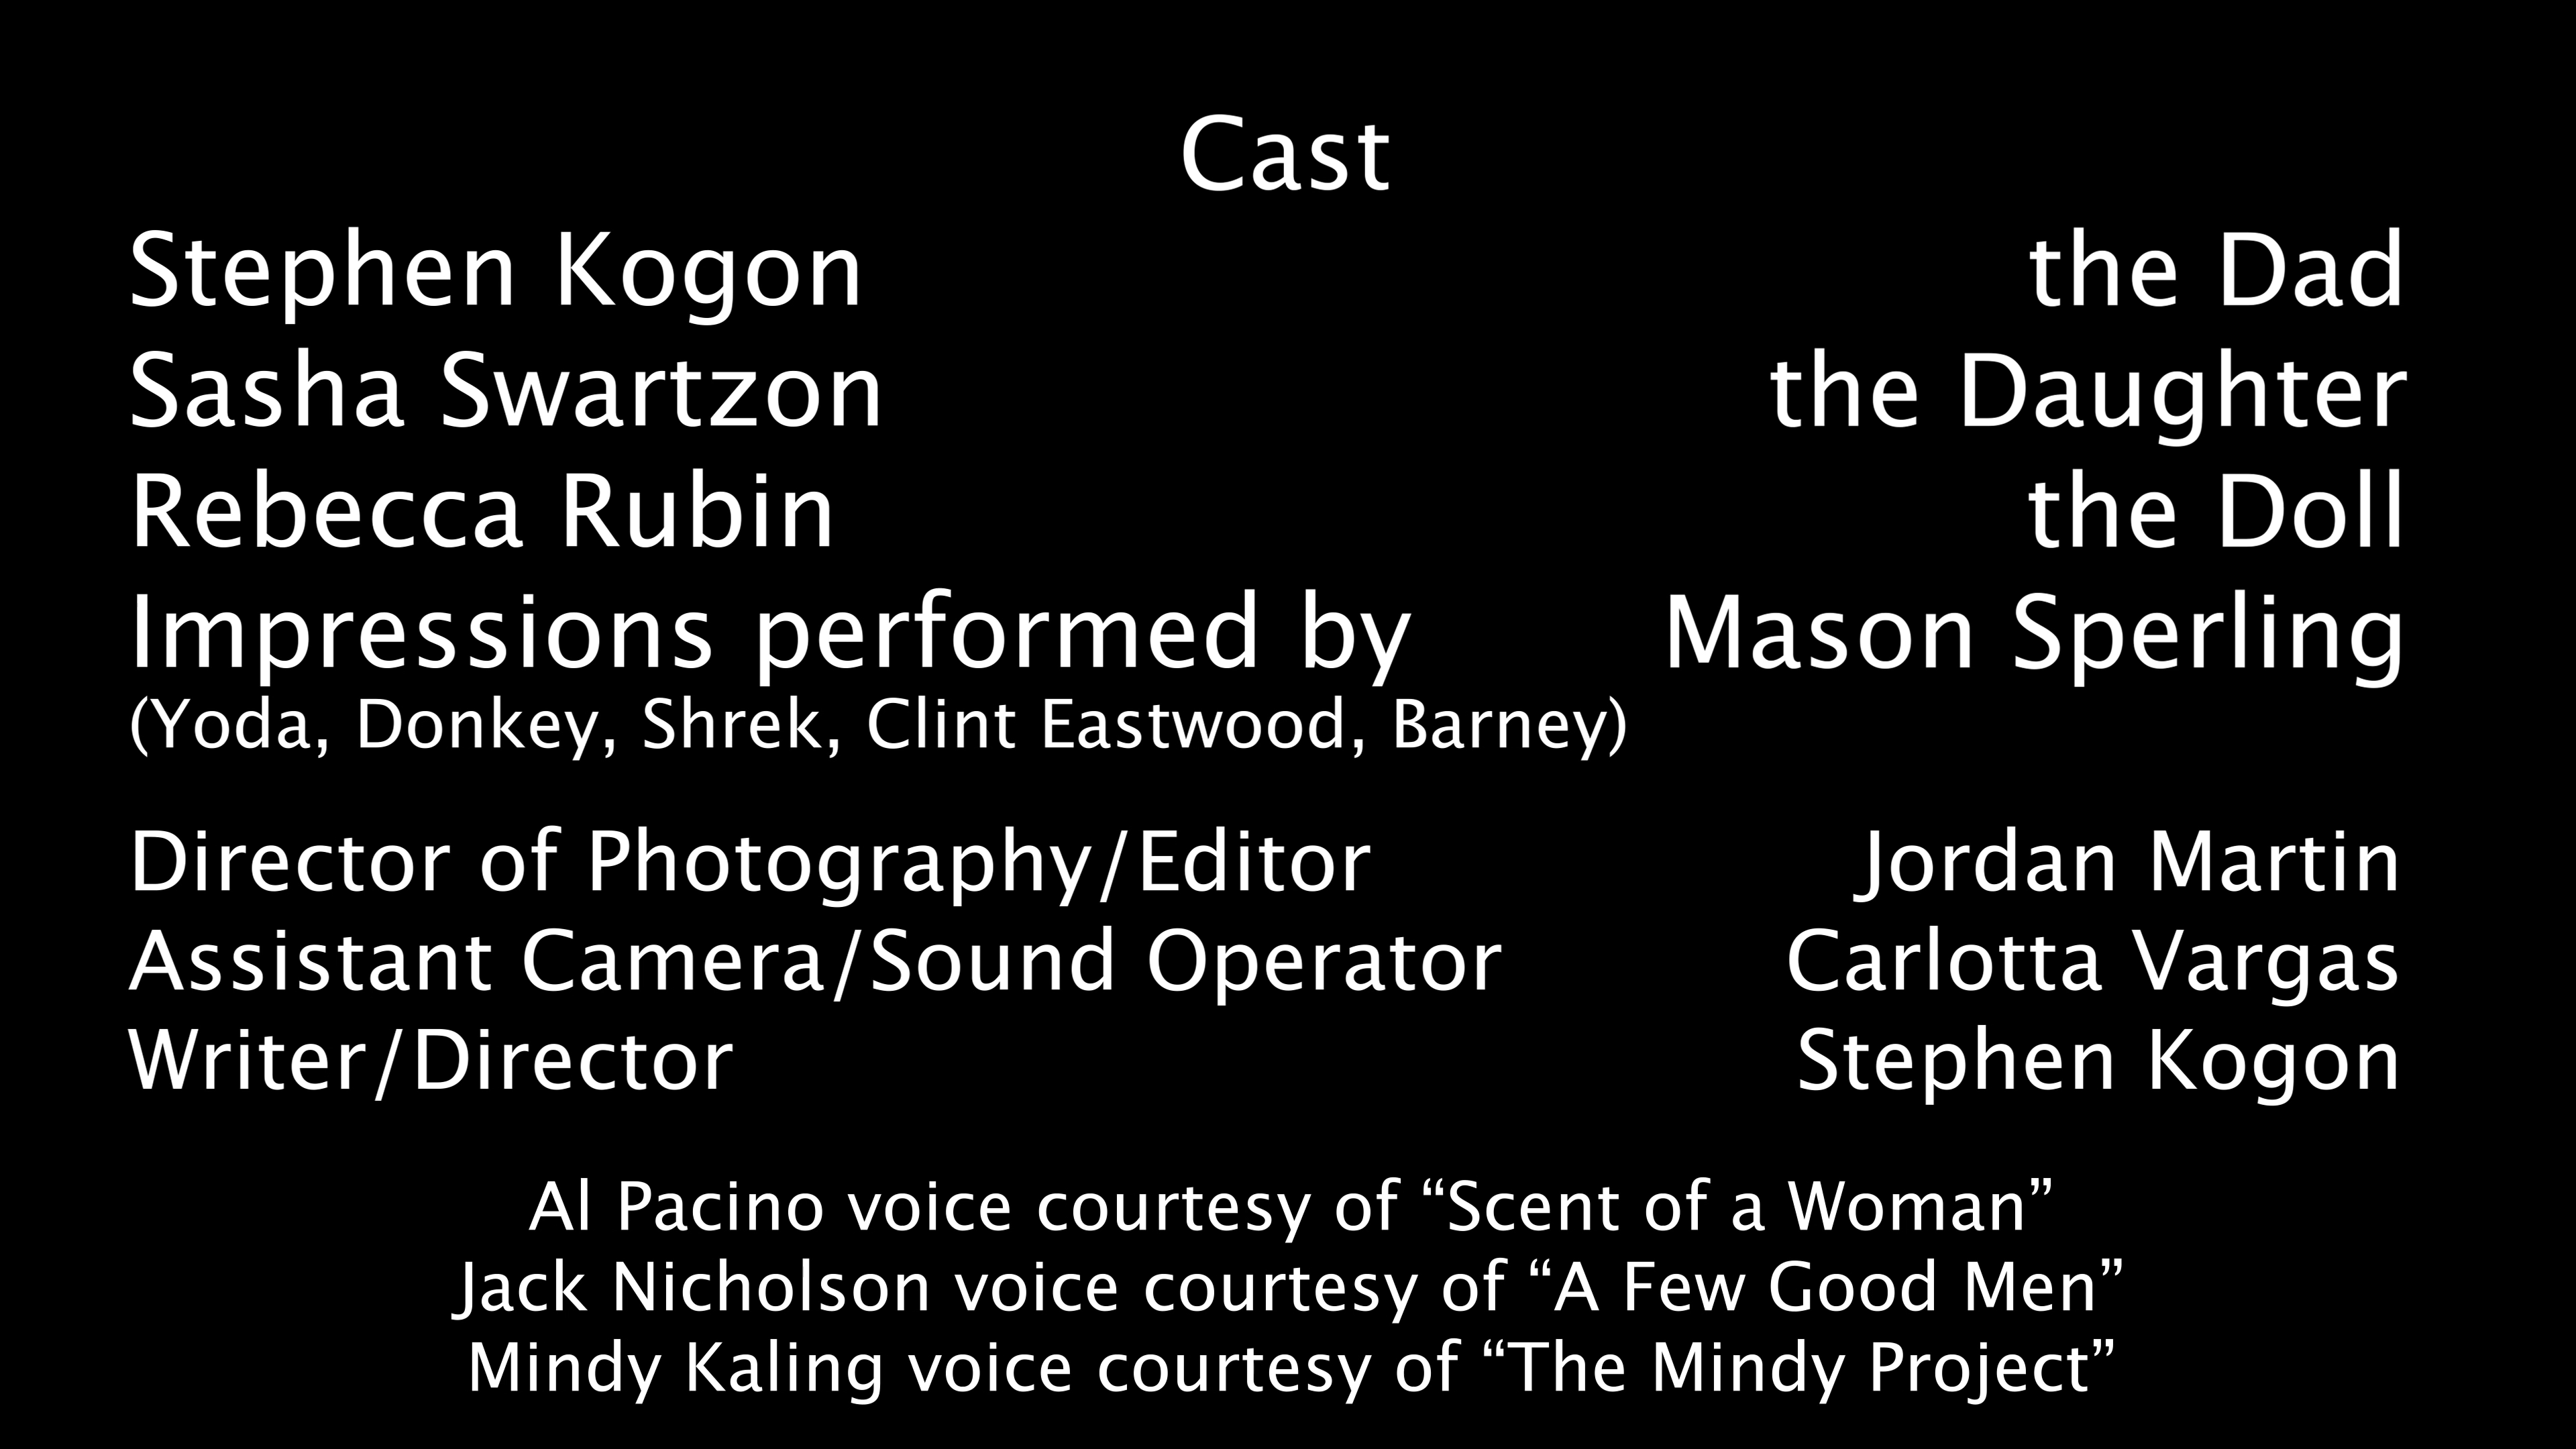 Cast
Stephen Kogon the Dad
Sasha Swartzon the Daughter
Rebecca Rubin the Doll
Impressions performed by Mason Sperling
(Yoda, Donkey, Shrek, Clint Eastwood, Barney)
Director of Photography/Editor Jordan Martin
Assistant Camera/Sound Operator Carlotta Vargas
Writer/Director Stephen Kogon
Al Pacino voice courtesy of “Scent of a Woman”
Jack Nicholson voice courtesy of “A Few Good Men”
Mindy Kaling voice courtesy of “The Mindy Project”